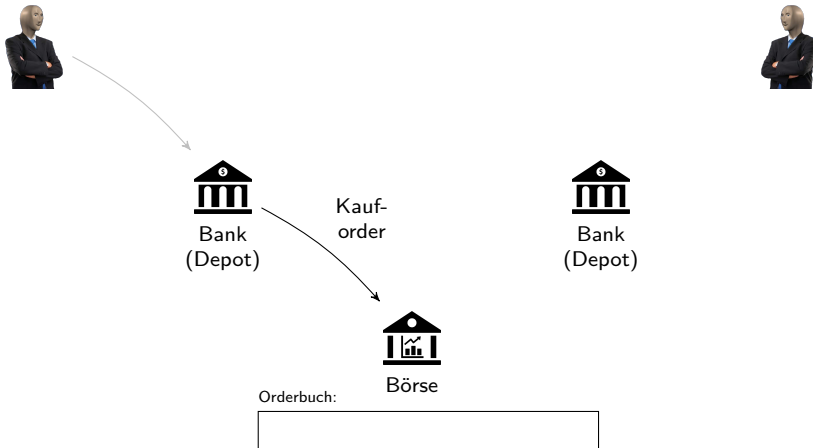 Kauf-
order
Bank
(Depot)
Bank
(Depot)
Börse
Orderbuch: